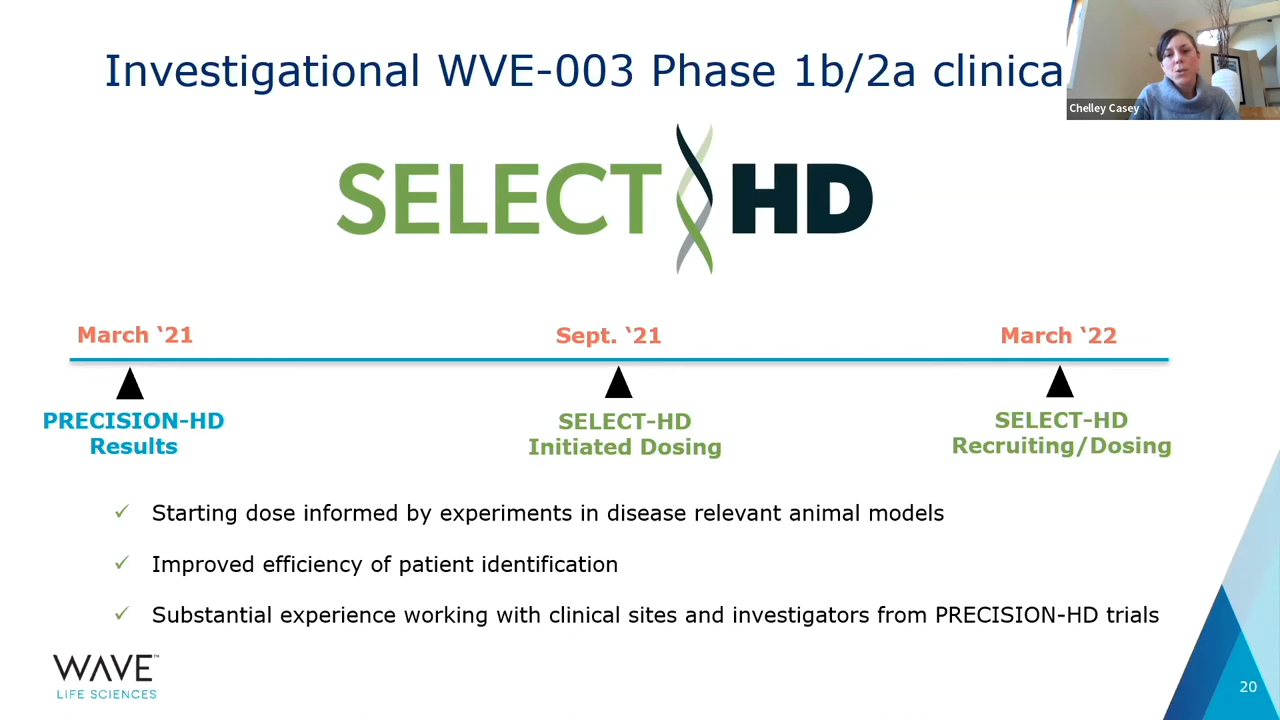 Investigational WVE-003 Phase 1b/2a clinica
Chelley Casey
SELECT HD
March ‘21
Sept. ‘21
March ‘22
PRECISION-HD
Results
SELECT-HD
Initiated Dosing
SELECT-HD
Recruiting/Dosing
✓ Starting dose informed by experiments in disease relevant animal models
✓ Improved efficiency of patient identification
✓ Substantial experience working with clinical sites and investigators from PRECISION-HD trials
WAVE™
LIFE SCIENCES
20